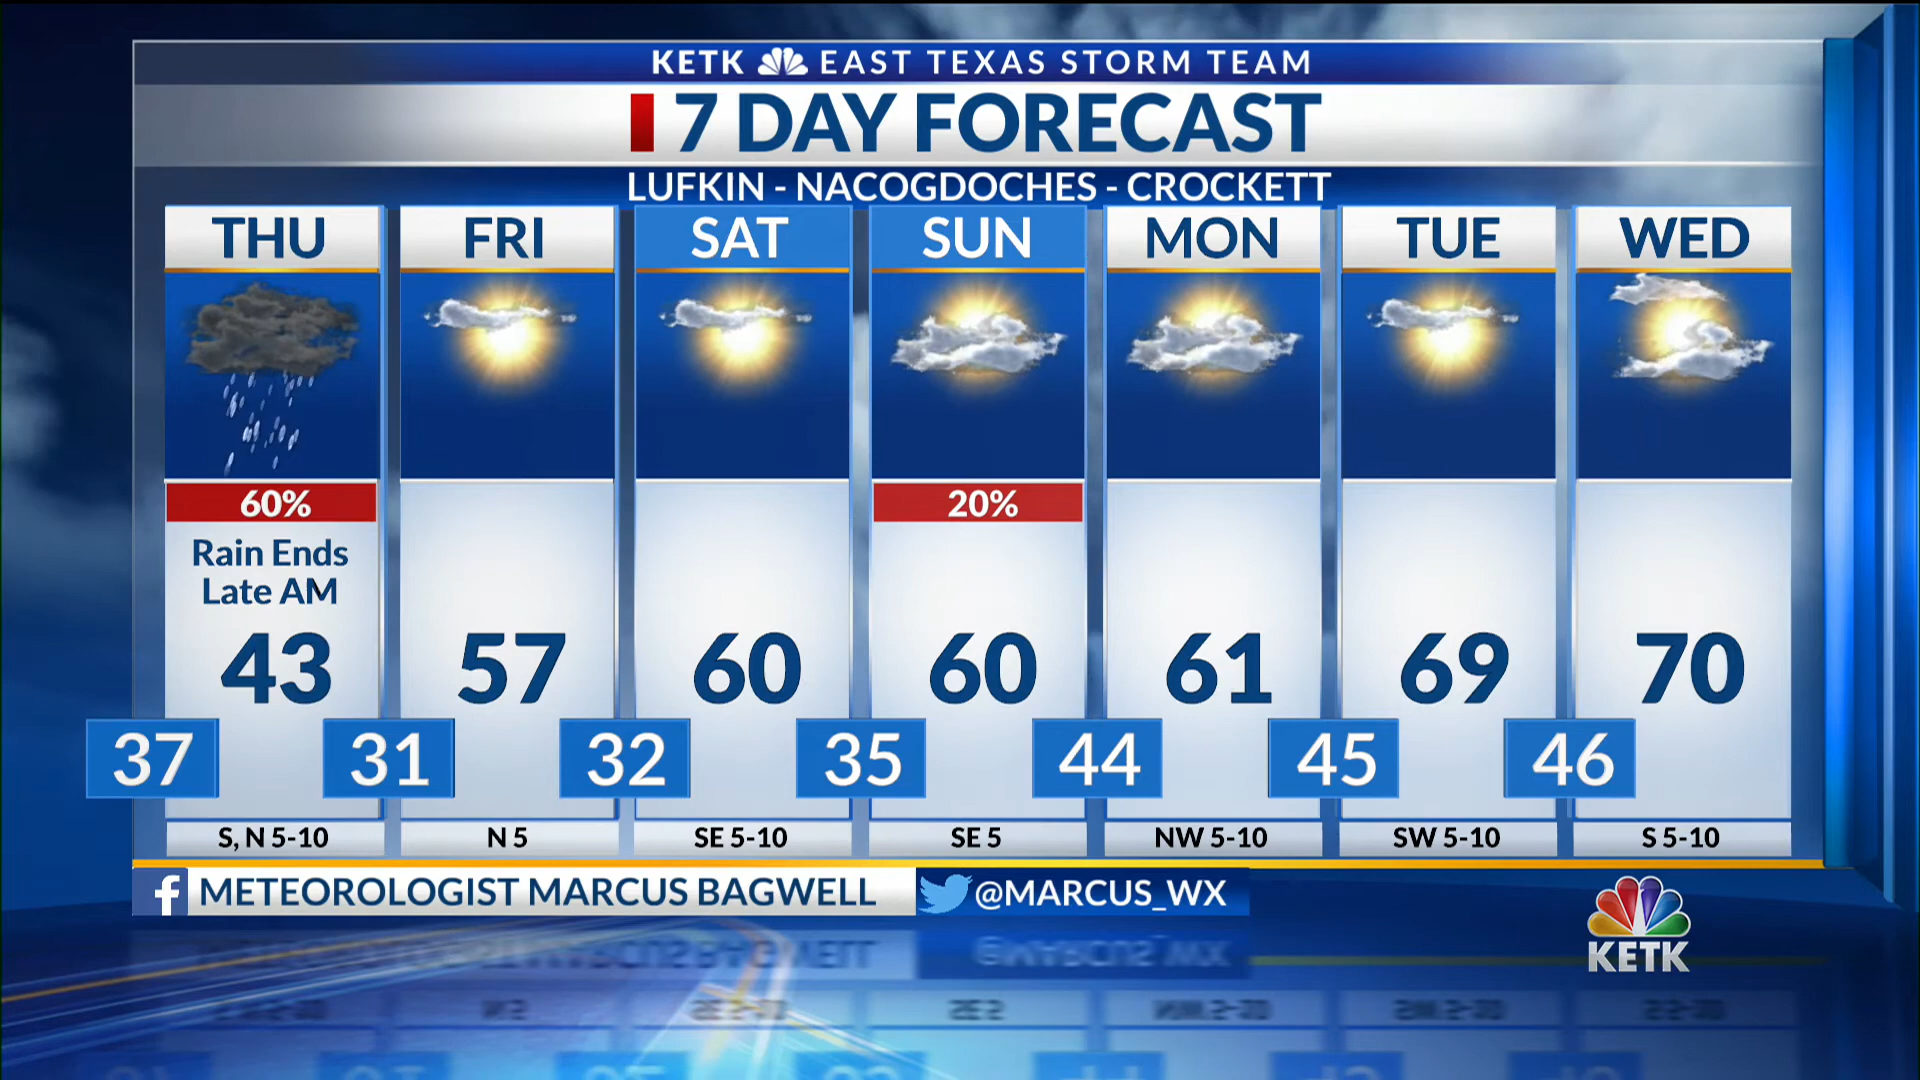 KETK EAST TEXAS STORM TEAM
7 DAY FORECAST
LUFKIN - NACOGDOCHES - CROCKETT
THU FRI SAT SUN MON TUE WED
60% 20%
Rain Ends
Late AM
43 57 60 60 61 69 70
37 31 32 35 44 45 46
S, N 5-10 N 5 SE 5-10 SE 5 NW 5-10 SW 5-10 S 5-10
f METEOROLOGIST MARCUS BAGWELL @MARCUS_WX
KETK